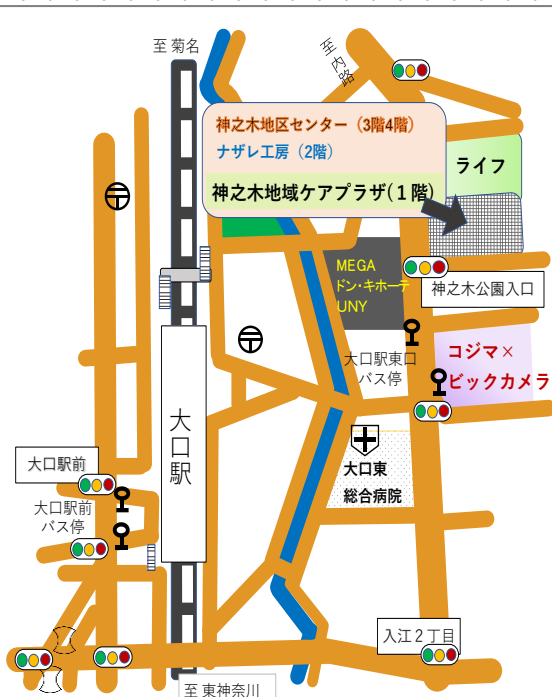 至 菊名
至 内路
神之木地区センター（3階4階）
ナザレ工房（2階）
神之木地域ケアプラザ(１階)
ライフ
MEGA
ドン・キホーテ
UNY
神之木公園入口
大口駅東口
バス停
コジマ×
ビックカメラ
大口駅
大口駅前
大口駅前
バス停
大口東
総合病院
入江２丁目
至 東神奈川